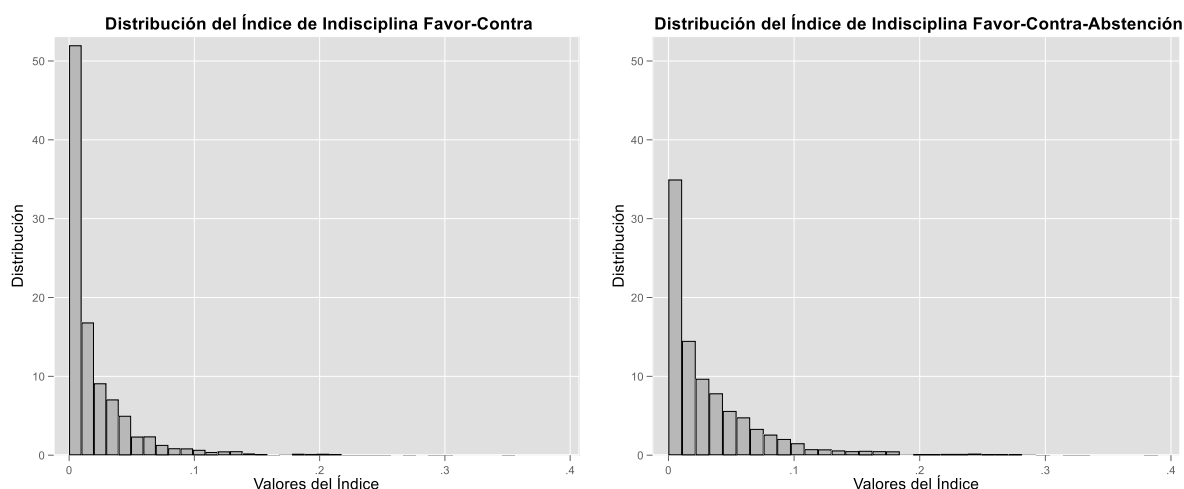 Distribución del Índice de Indisciplina Favor-Contra
50
40
30
20
10
0
Distribución
0 .1 .2 .3 .4
Valores del Índice
Distribución del Índice de Indisciplina Favor-Contra-Abstención
50
40
30
20
10
0
Distribución
0 .1 .2 .3 .4
Valores del Índice